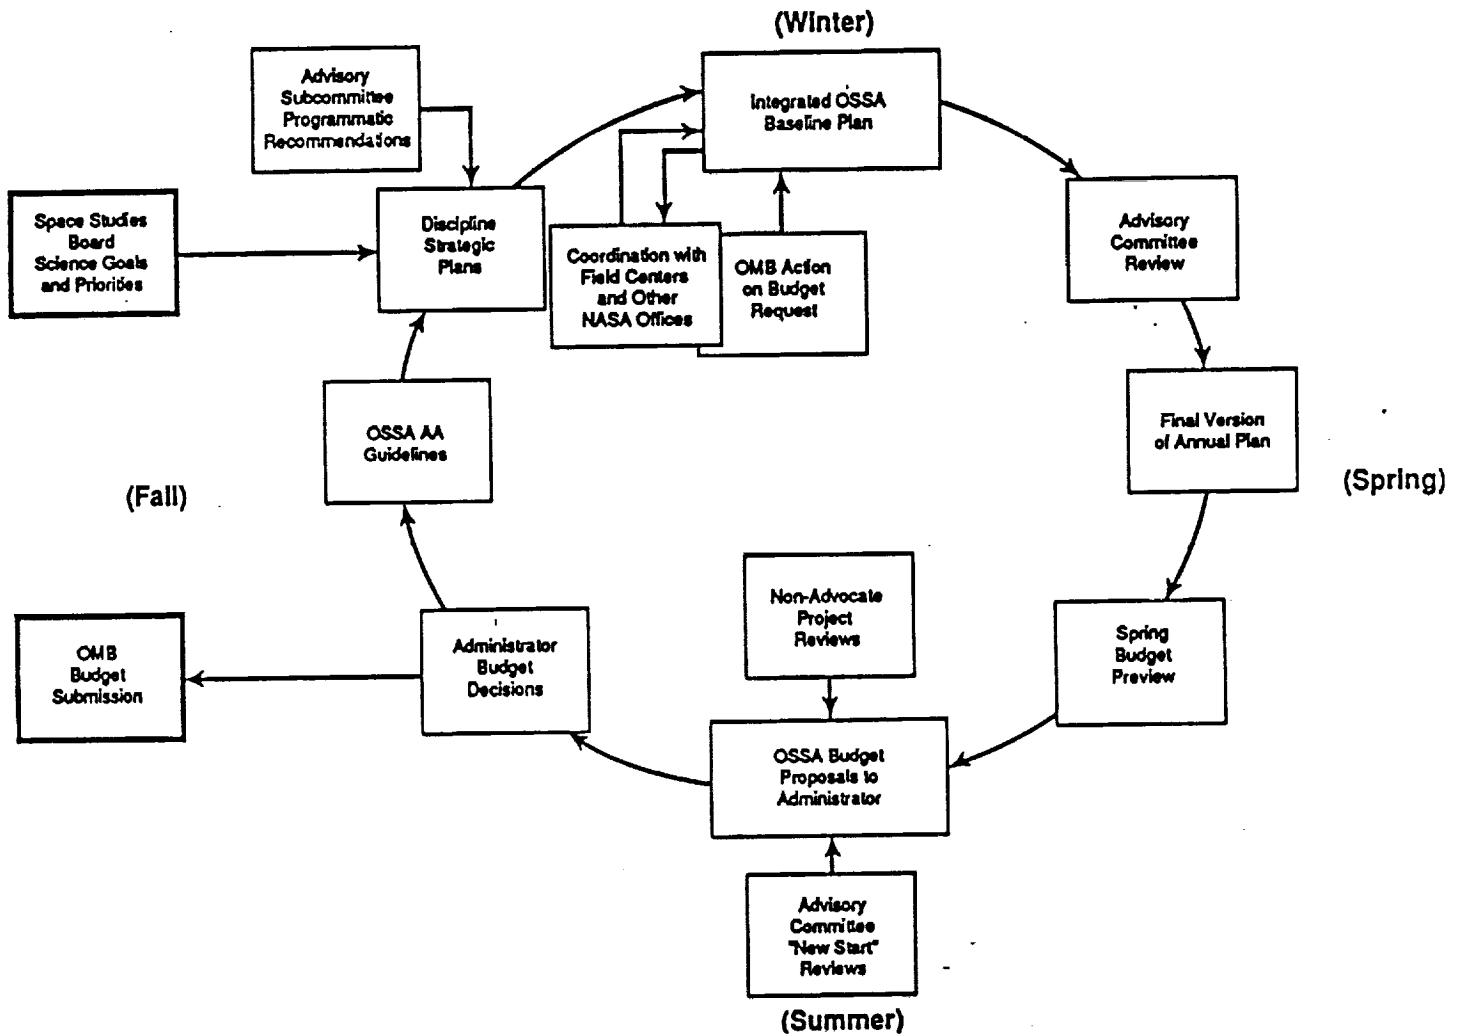 (Winter)
Advisory
Subcommittee
Programmatic
Recommendations
Integrated OSSA
Baseline Plan
Space Studies
Board
Science Goals
and Priorities
Discipline
Strategic
Plans
Coordination with
Field Centers
and Other
NASA Offices
OMB Action
on Budget
Request
Advisory
Committee
Review
OSSA AA
Guidelines
Final Version
of Annual Plan
(Fall)
(Spring)
Non-Advocate
Project
Reviews
OMB
Budget
Submission
Administrator
Budget
Decisions
Spring
Budget
Preview
OSSA Budget
Proposals to
Administrator
Advisory
Committee
"New Start"
Reviews
(Summer)